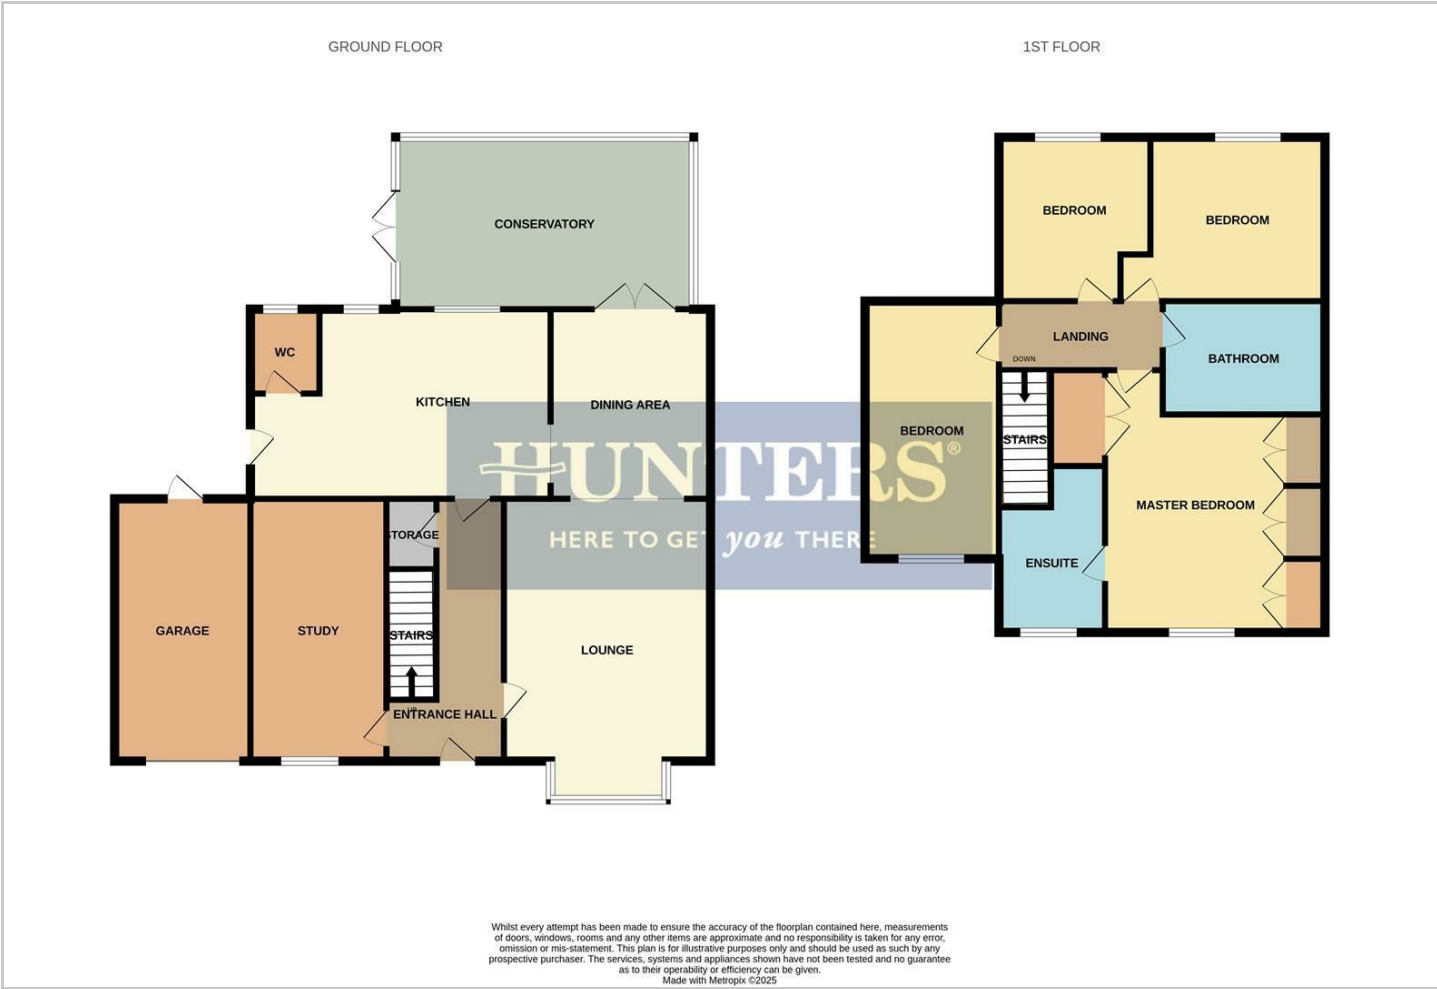 GROUND FLOOR
1ST FLOOR
CONSERVATORY
WC
KITCHEN
DINING AREA
STORAGE
GARAGE
STUDY
STAIRS
UP
ENTRANCE HALL
LOUNGE
BEDROOM
BEDROOM
LANDING
DOWN
BATHROOM
BEDROOM
STAIRS
MASTER BEDROOM
ENSUITE
HUNTERS®
HERE TO GET you THERE
Whilst every attempt has been made to ensure the accuracy of the floorplan contained here, measurements
of doors, windows, rooms and any other items are approximate and no responsibility is taken for any error,
omission or mis-statement. This plan is for illustrative purposes only and should be used as such by any
prospective purchaser. The services, systems and appliances shown have not been tested and no guarantee
as to their operability or efficiency can be given.
Made with Metropix ©2025